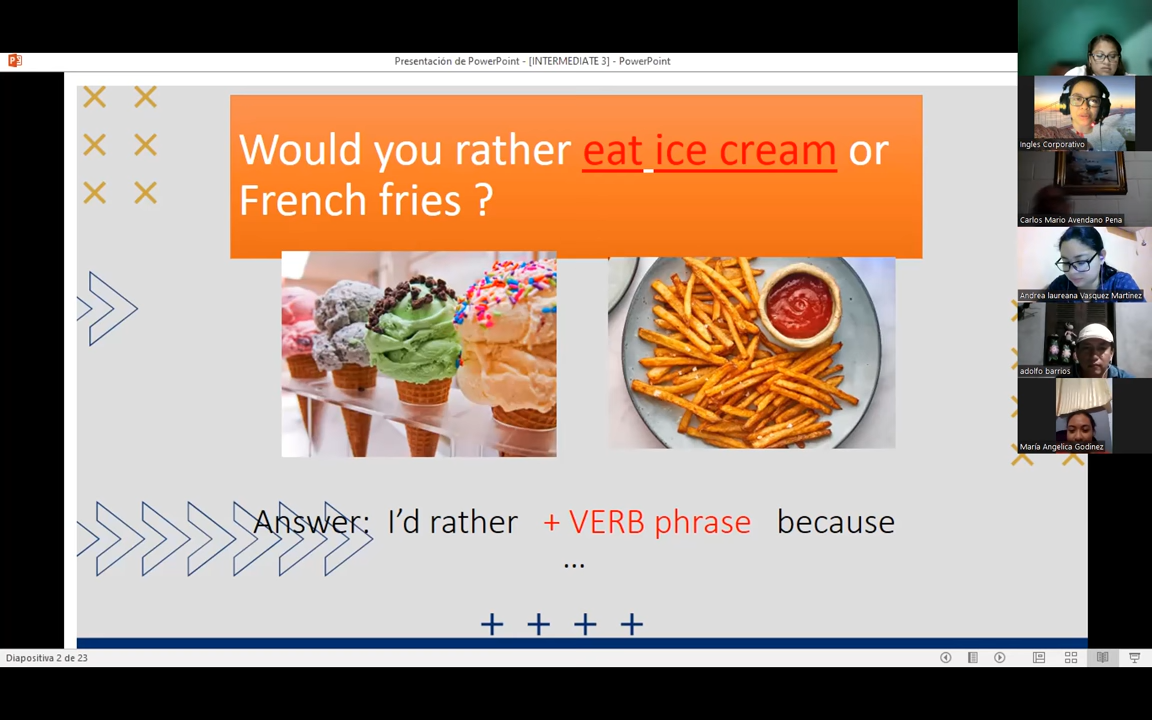 Presentación de PowerPoint - [INTERMEDIATE 3] - PowerPoint
Would you rather eat ice cream or
French fries ?
Answer: I'd rather + VERB phrase because
...
Ingles Corporativo
Carlos Mario Avendano Pena
Andrea laureana Vasquez Martinez
adolfo barrios
María Angelica Godinez
Diapositiva 2 de 23